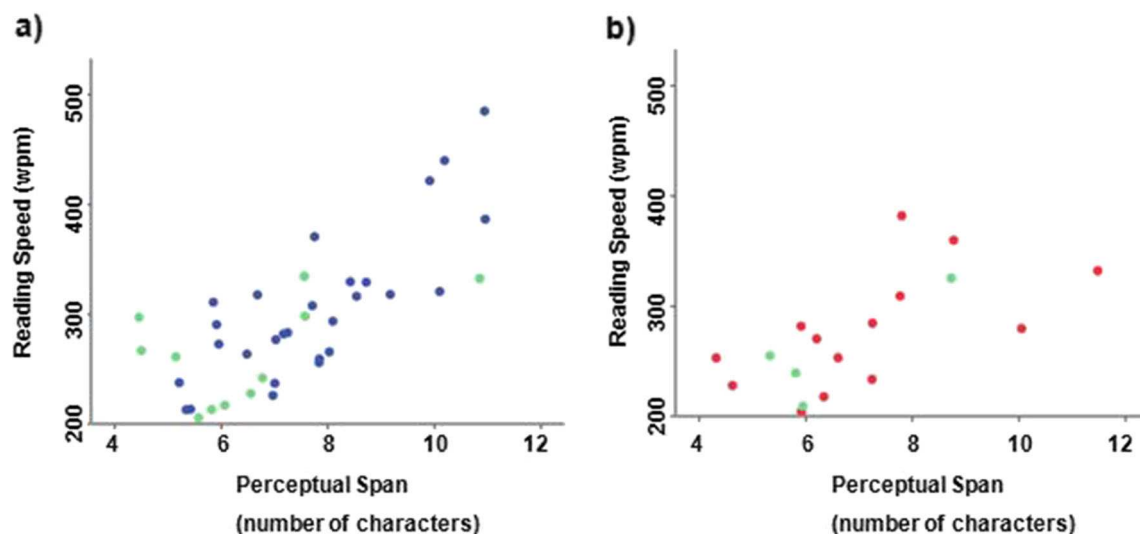 a)
Reading Speed (wpm)
500
400
300
200
4 6 8 10 12
Perceptual Span
(number of characters)
b)
Reading Speed (wpm)
500
400
300
200
4 6 8 10 12
Perceptual Span
(number of characters)